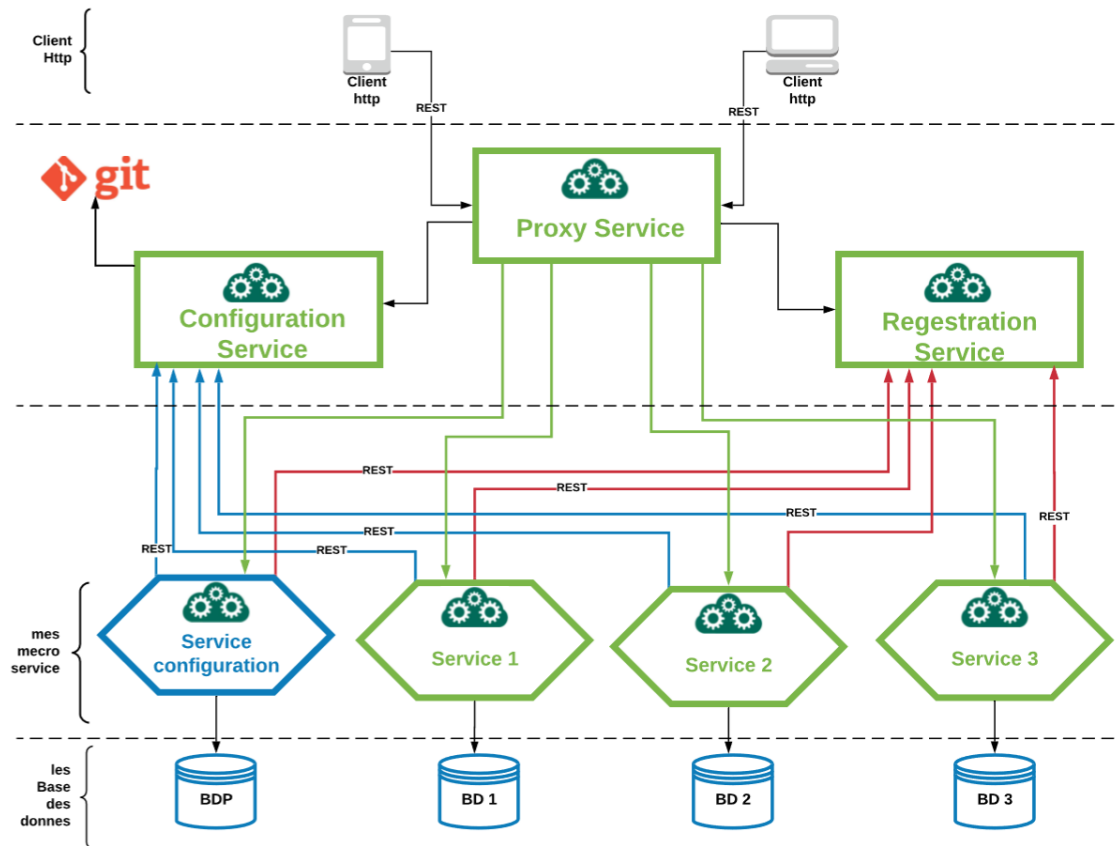 Client
Http
Client
http
Client
http
REST
REST
git
Proxy Service
Configuration
Service
Regestration
Service
REST
REST
REST
REST
REST
REST
mes
mecro
service
Service
configuration
Service 1
Service 2
Service 3
les
Base
des
donnes
BDP
BD 1
BD 2
BD 3